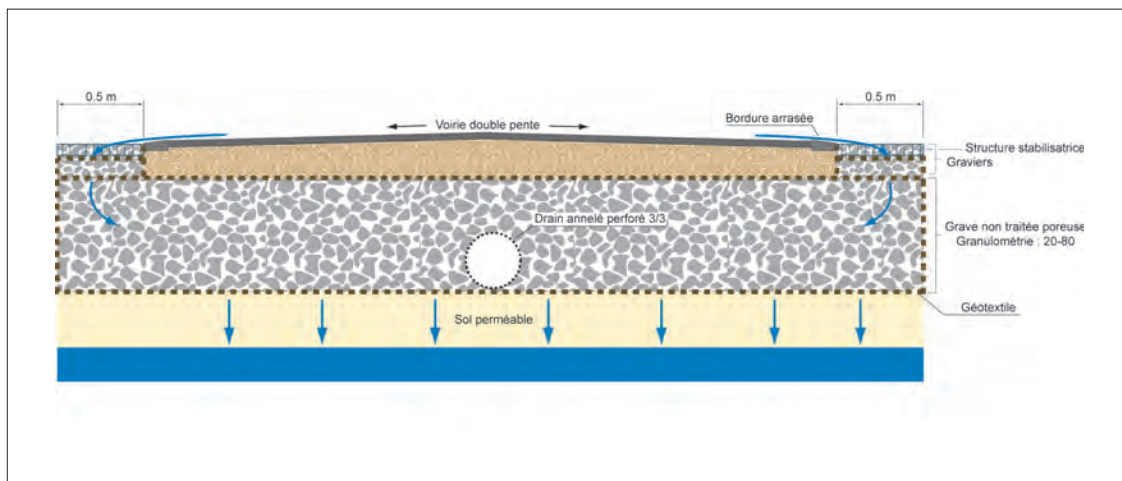 0.5 m
0.5 m
Voirie double pente
Bordure arrasée
Structure stabilisatrice
Graviers
Drain annelé perforé 3/3
Grave non traitée poreuse
Granulométrie : 20-80
Géotextile
Sol perméable